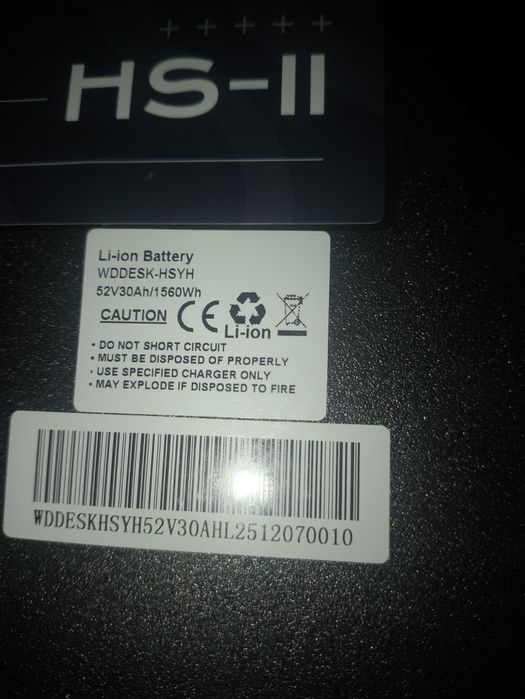 + + + + +
HS-II
Li-ion Battery
WDDESK-HSYH
52V30Ah/1560Wh
CAUTION CE Li-ion
• DO NOT SHORT CIRCUIT
• MUST BE DISPOSED OF PROPERLY
• USE SPECIFIED CHARGER ONLY
• MAY EXPLODE IF DISPOSED TO FIRE
WDDESKHSYH52V30AHL2512070010